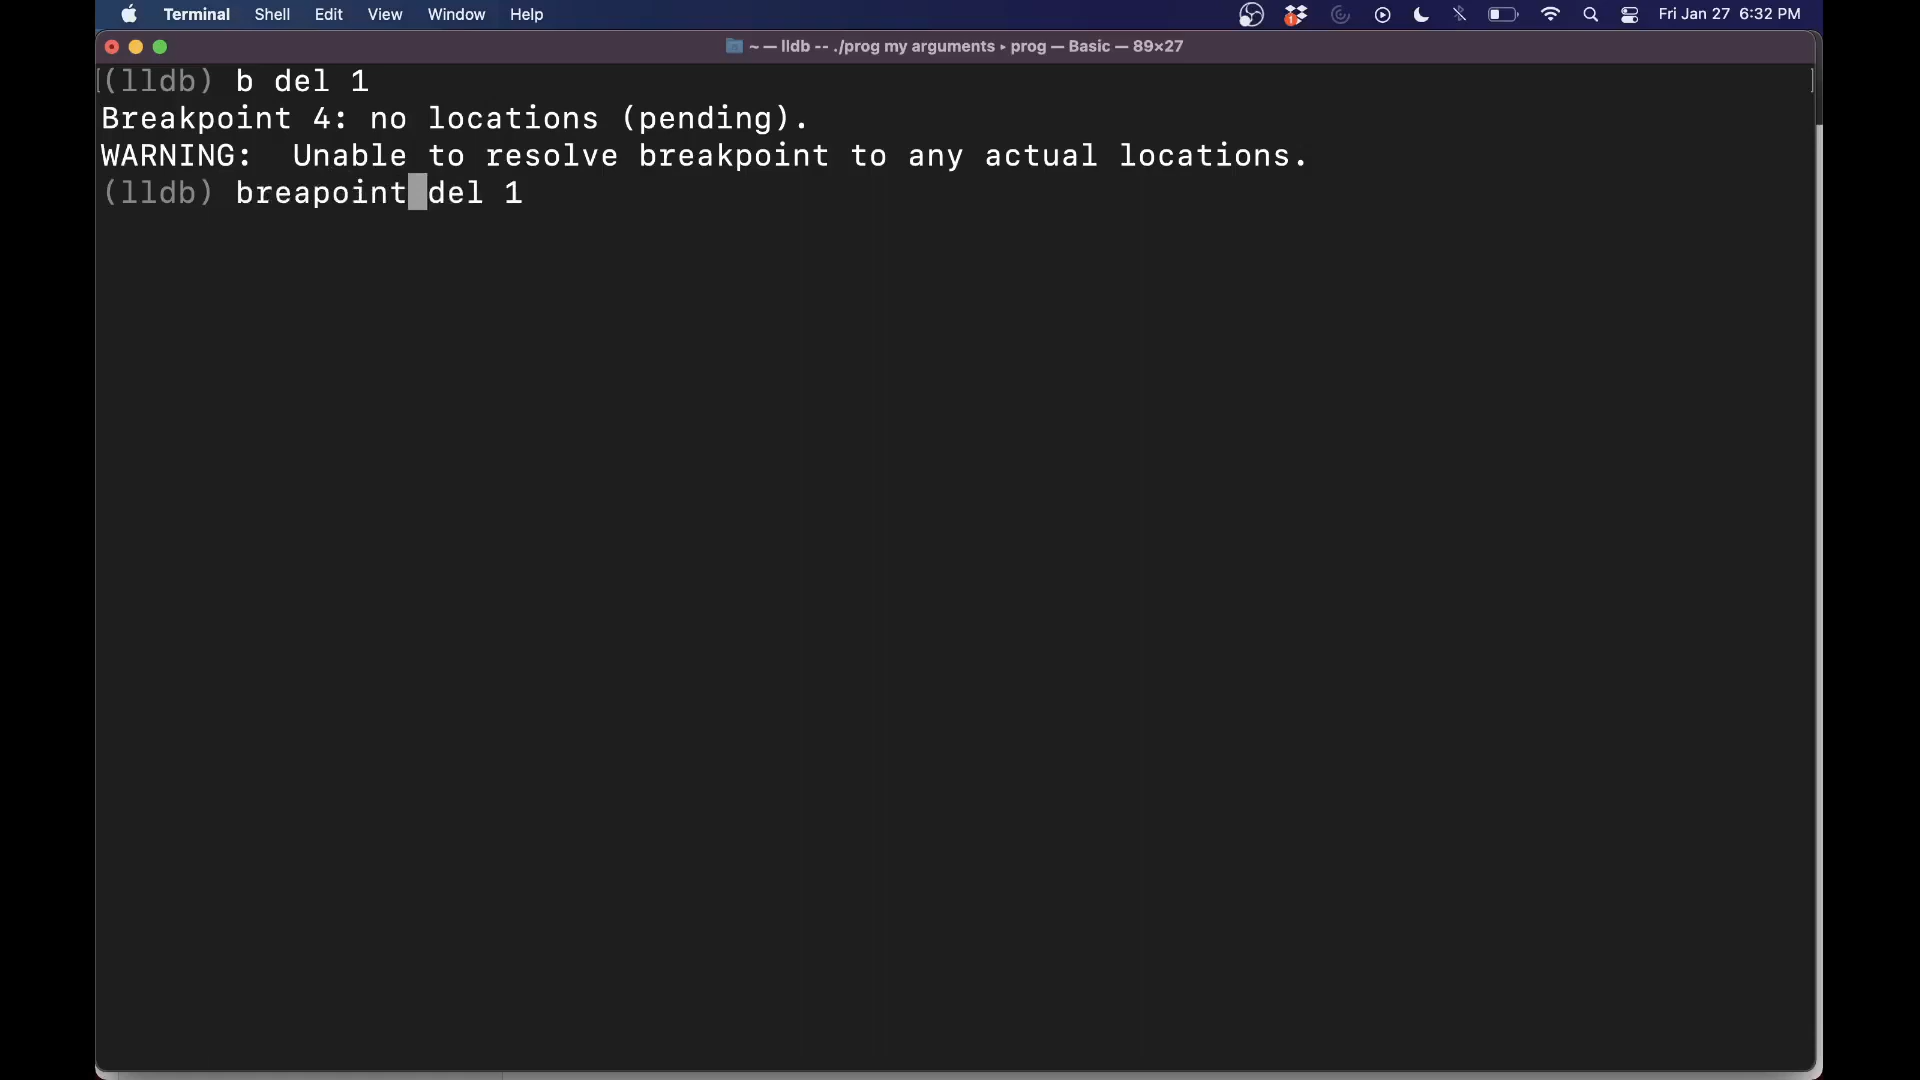 Terminal Shell Edit View Window Help 1 Fri Jan 27 6:32 PM
~ — lldb -- ./prog my arguments ▸ prog — Basic — 89×27
(lldb) b del 1
Breakpoint 4: no locations (pending).
WARNING:  Unable to resolve breakpoint to any actual locations.
(lldb) breapoint del 1